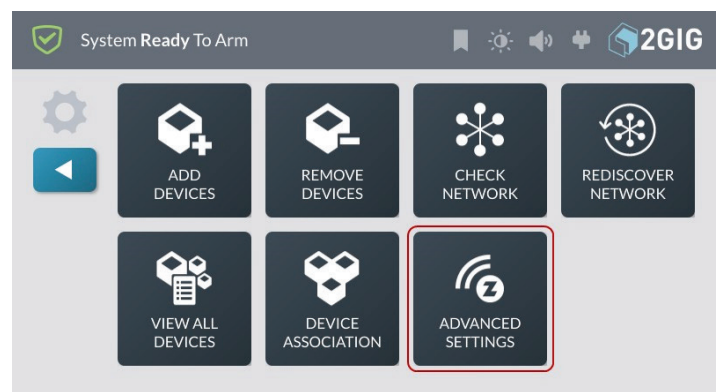 System Ready To Arm
2GIG
ADD
DEVICES
REMOVE
DEVICES
CHECK
NETWORK
REDISCOVER
NETWORK
VIEW ALL
DEVICES
DEVICE
ASSOCIATION
Z
ADVANCED
SETTINGS